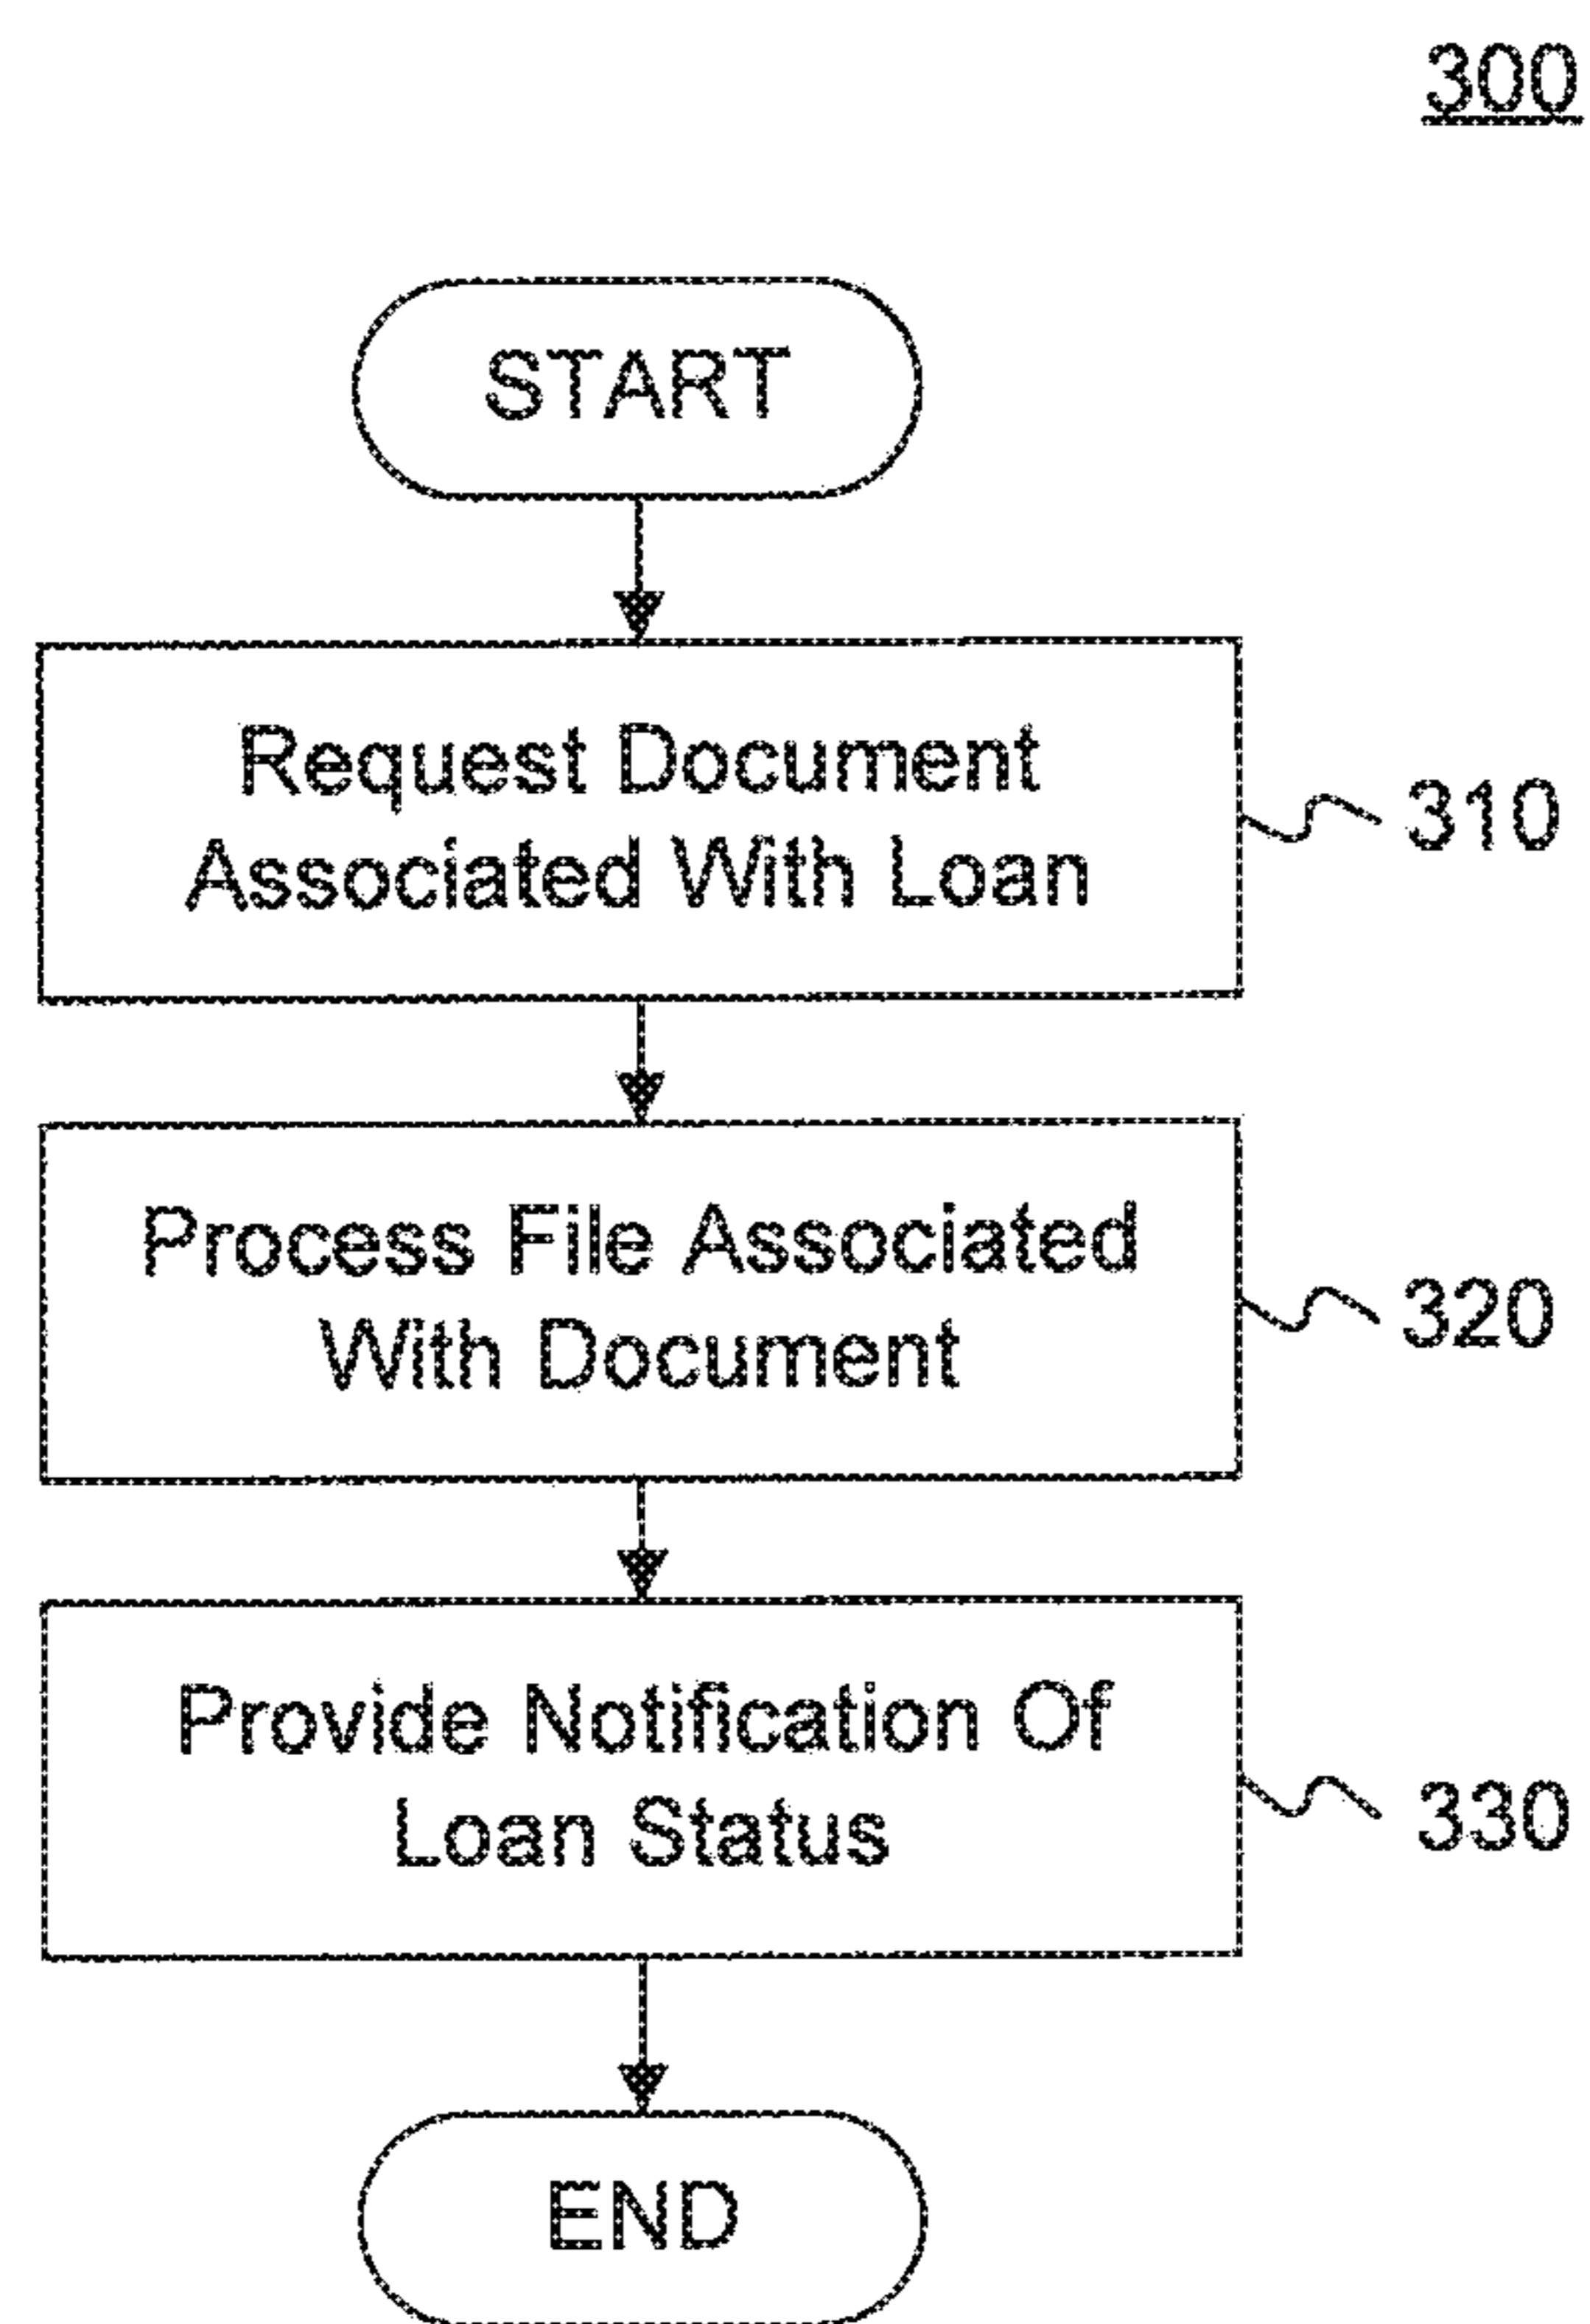 300
START
Request Document
Associated With Loan
310
Process File Associated
With Document
320
Provide Notification Of
Loan Status
330
END